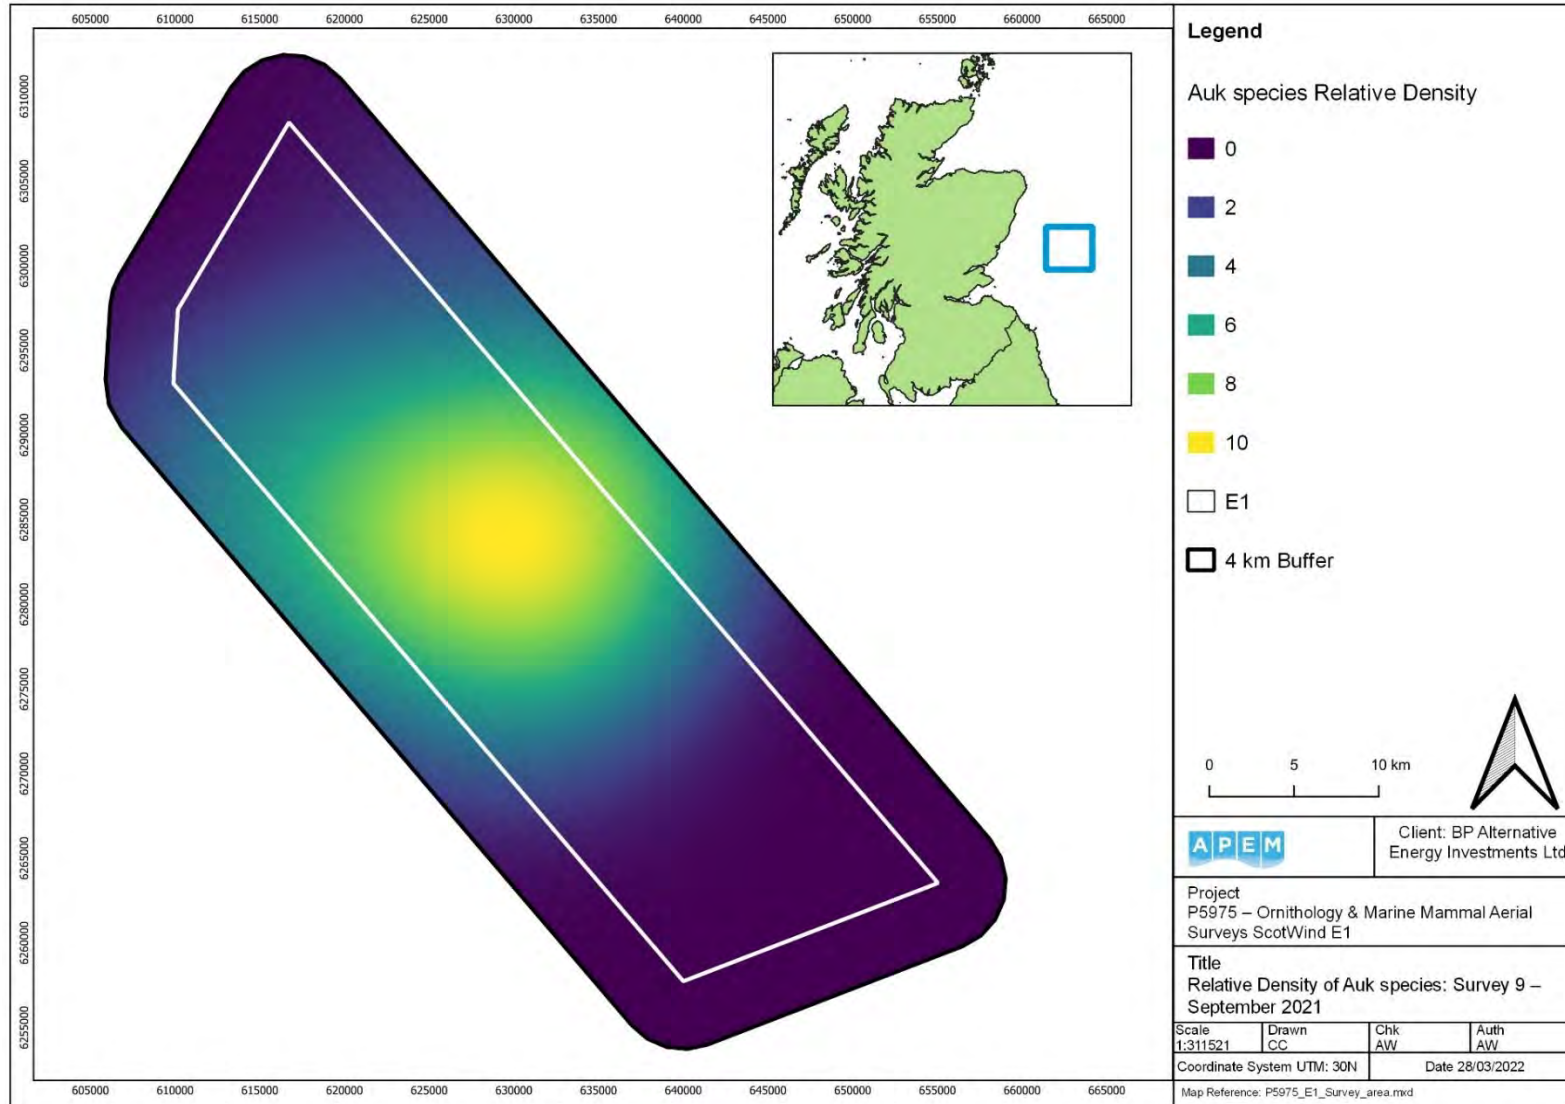 605000 610000 615000 620000 625000 630000 635000 640000 645000 650000 655000 660000 665000
6310000
6305000
6300000
6295000
6290000
6285000
6280000
6275000
6270000
6265000
6260000
6255000
605000 610000 615000 620000 625000 630000 635000 640000 645000 650000 655000 660000 665000
Legend
Auk species Relative Density
0
2
4
6
8
10
E1
4 km Buffer
0 5 10 km
APEM
Client: BP Alternative
Energy Investments Ltd
Project
P5975 – Ornithology & Marine Mammal Aerial
Surveys ScotWind E1
Title
Relative Density of Auk species: Survey 9 –
September 2021
Scale Drawn Chk Auth
1:311521 CC AW AW
Coordinate System UTM: 30N Date 28/03/2022
Map Reference: P5975_E1_Survey_area.mxd